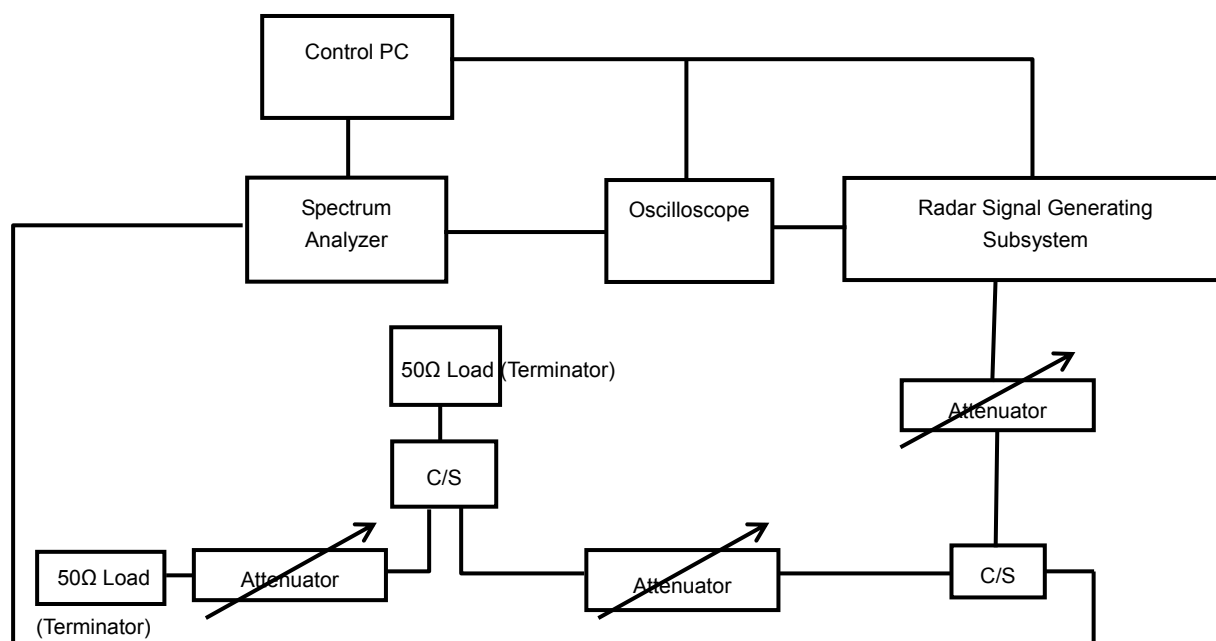 Control PC
Spectrum
Analyzer
Oscilloscope
Radar Signal Generating
Subsystem
50Ω Load (Terminator)
Attenuator
C/S
50Ω Load
(Terminator)
Attenuator
Attenuator
C/S